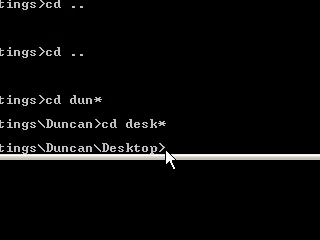 tings>cd ..
tings>cd ..
tings>cd dun*
tings\Duncan>cd desk*
tings\Duncan\Desktop>